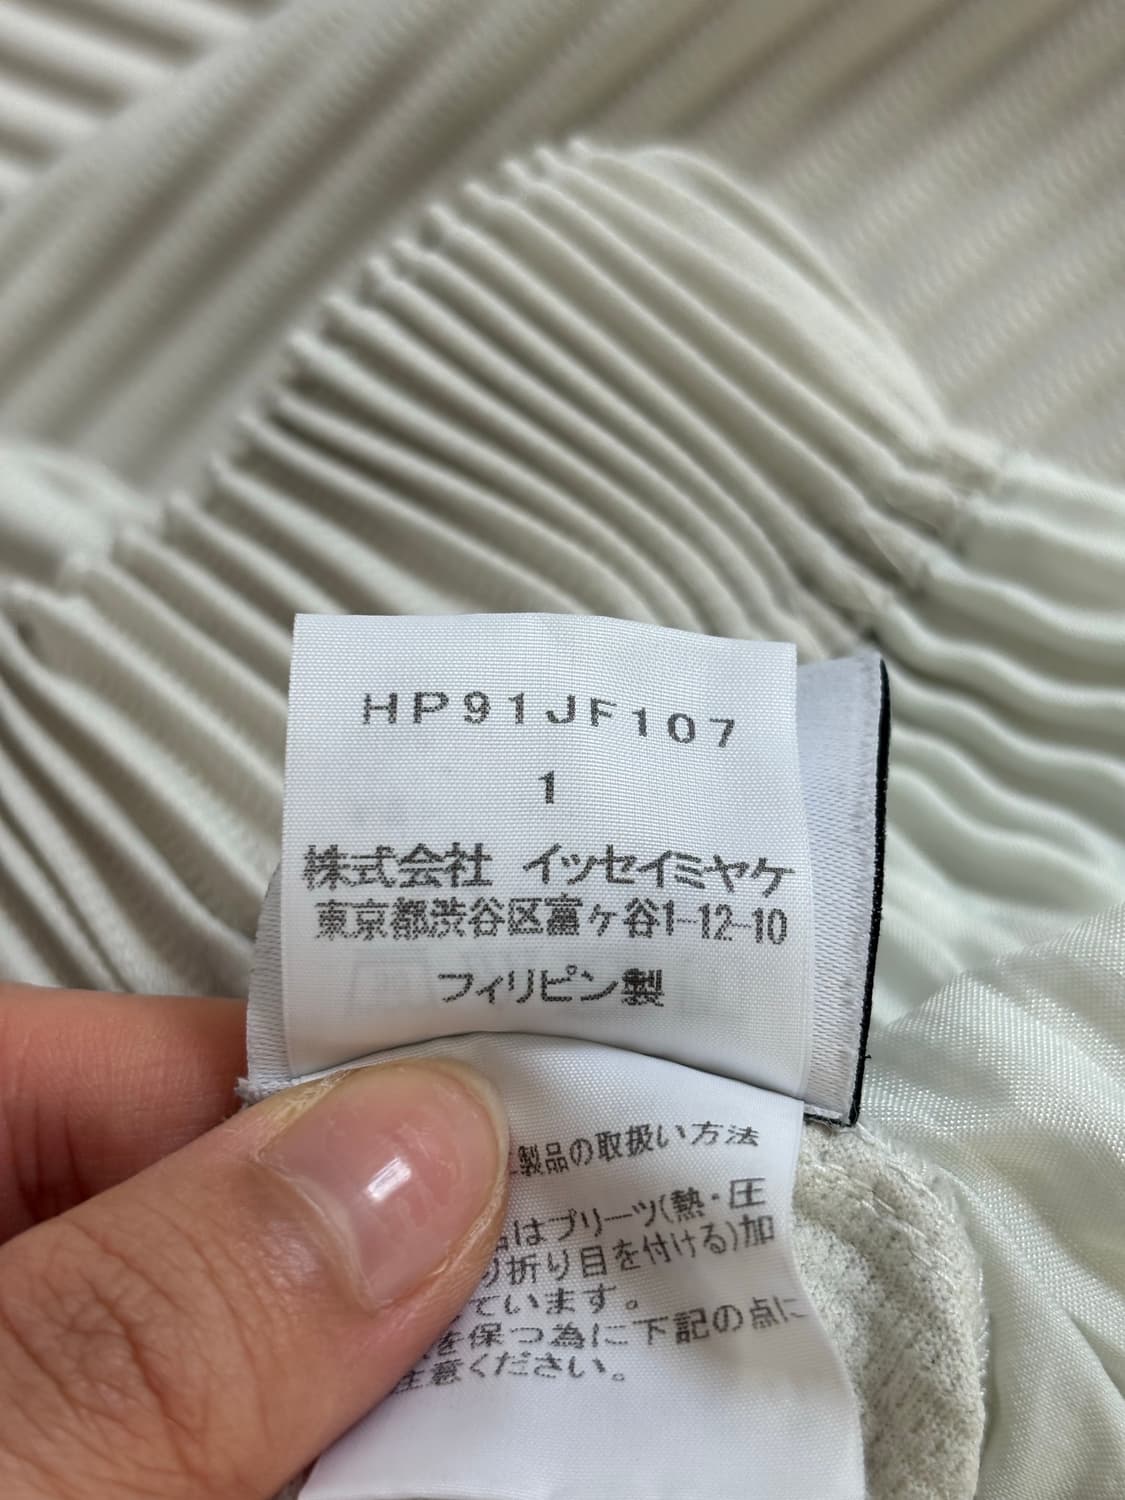 HP91JF107
1
株式会社 イッセイミヤケ
東京都渋谷区富ヶ谷1-12-10
フィリピン製
製品の取扱い方法
はプリーツ(熱・圧
折り目を付ける)加
ています。
を保つ為に下記の点に
注意ください。